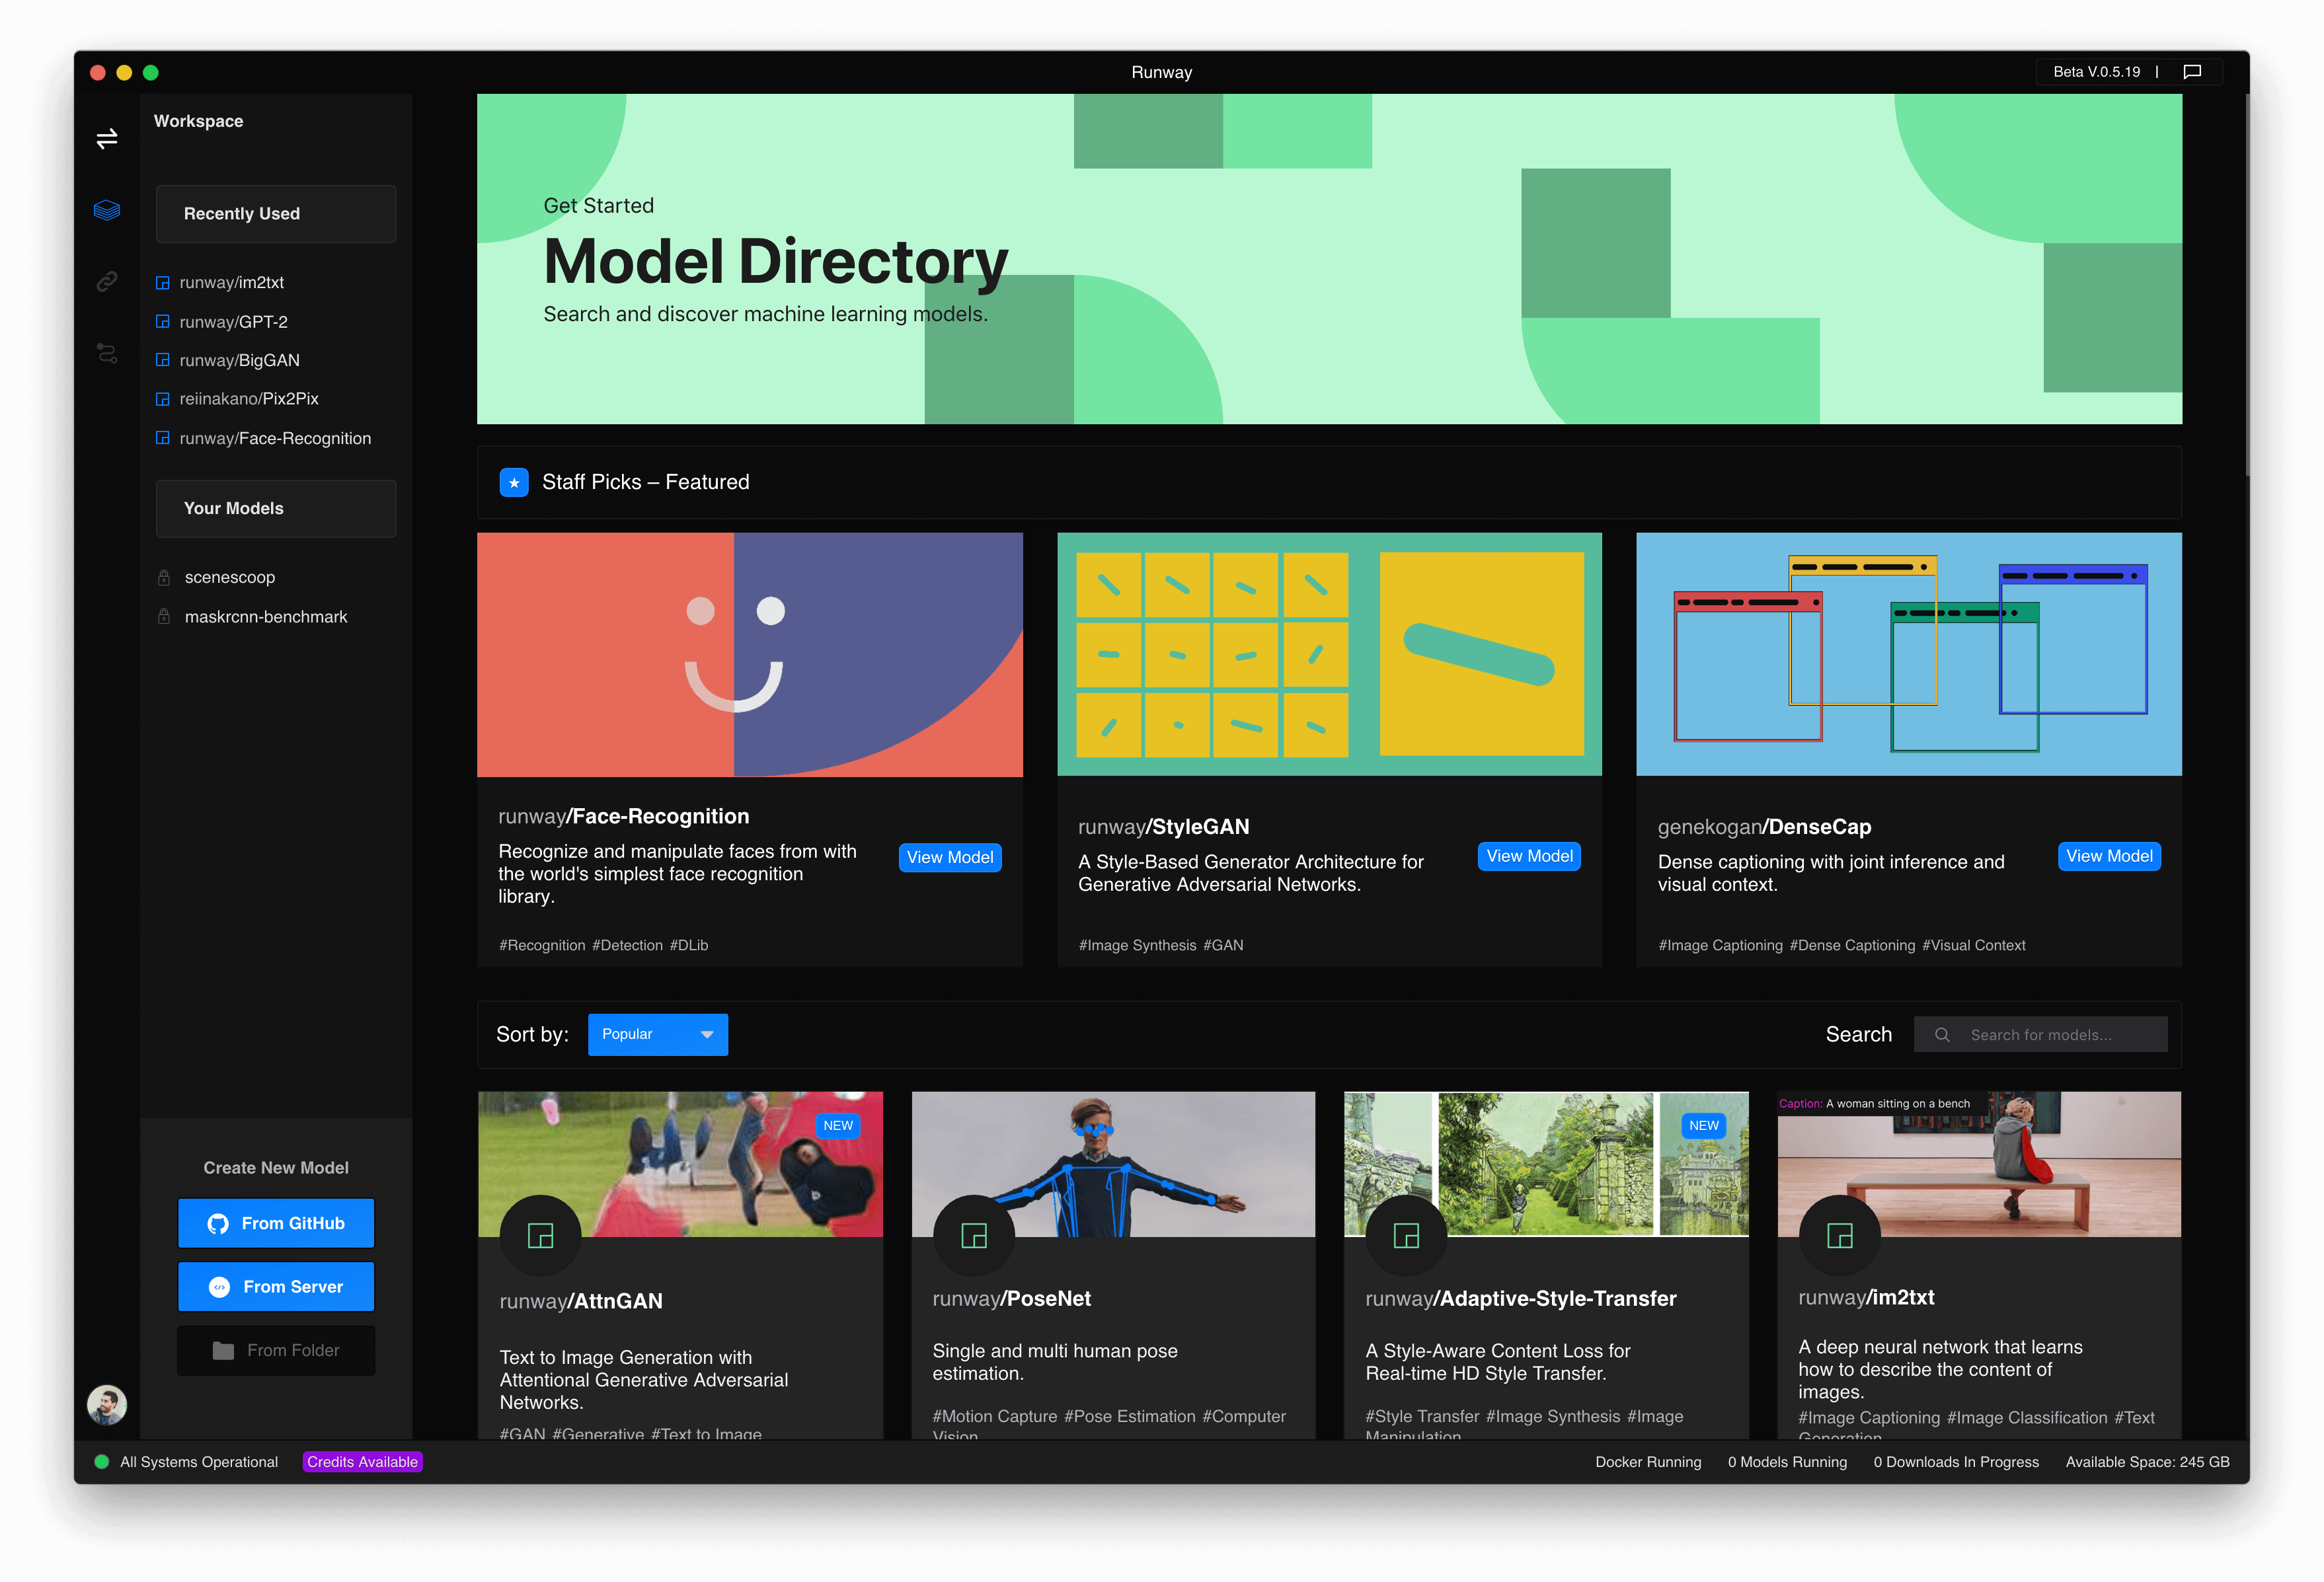 Runway
Beta V.0.5.19 |
Workspace
Recently Used
runway/im2txt
runway/GPT-2
runway/BigGAN
reiinakano/Pix2Pix
runway/Face-Recognition
Your Models
scenescoop
maskrcnn-benchmark
Create New Model
From GitHub
From Server
From Folder
Get Started
Model Directory
Search and discover machine learning models.
Staff Picks – Featured
runway/Face-Recognition
Recognize and manipulate faces from with
the world's simplest face recognition
library.
View Model
#Recognition #Detection #DLib
runway/StyleGAN
A Style-Based Generator Architecture for
Generative Adversarial Networks.
View Model
#Image Synthesis #GAN
genekogan/DenseCap
Dense captioning with joint inference and
visual context.
View Model
#Image Captioning #Dense Captioning #Visual Context
Sort by:
Popular
Search
Search for models...
NEW
runway/AttnGAN
Text to Image Generation with
Attentional Generative Adversarial
Networks.
#GAN #Generative #Text to Image
runway/PoseNet
Single and multi human pose
estimation.
#Motion Capture #Pose Estimation #Computer
Vision
NEW
runway/Adaptive-Style-Transfer
A Style-Aware Content Loss for
Real-time HD Style Transfer.
#Style Transfer #Image Synthesis #Image
Manipulation
Caption: A woman sitting on a bench
runway/im2txt
A deep neural network that learns
how to describe the content of
images.
#Image Captioning #Image Classification #Text
Generation
All Systems Operational
Credits Available
Docker Running
0 Models Running
0 Downloads In Progress
Available Space: 245 GB